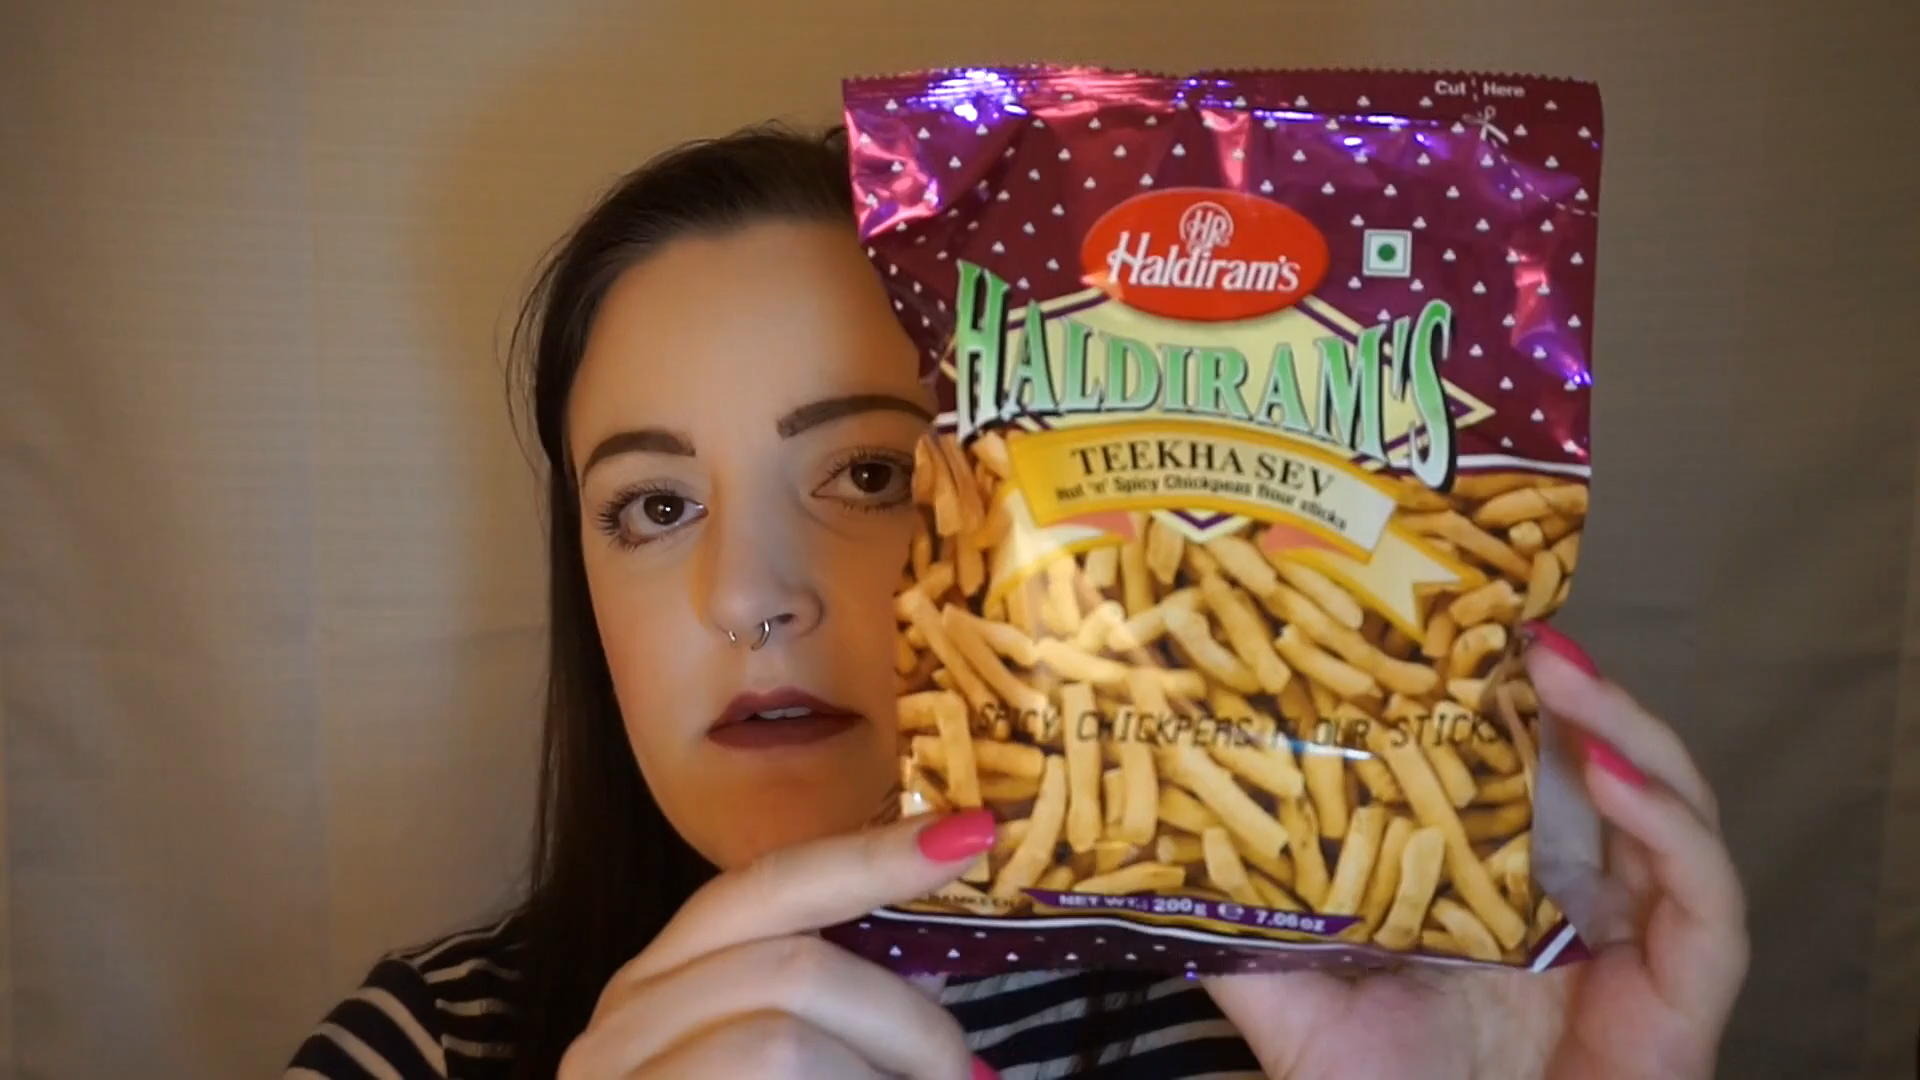 Cut Here
HR
Haldiram's
HALDIRAM'S
TEEKHA SEV
Hot 'n' Spicy Chickpeas flour sticks
SPICY CHICKPEAS FLOUR STICKS
NET WT.: 200g e 7.06oz